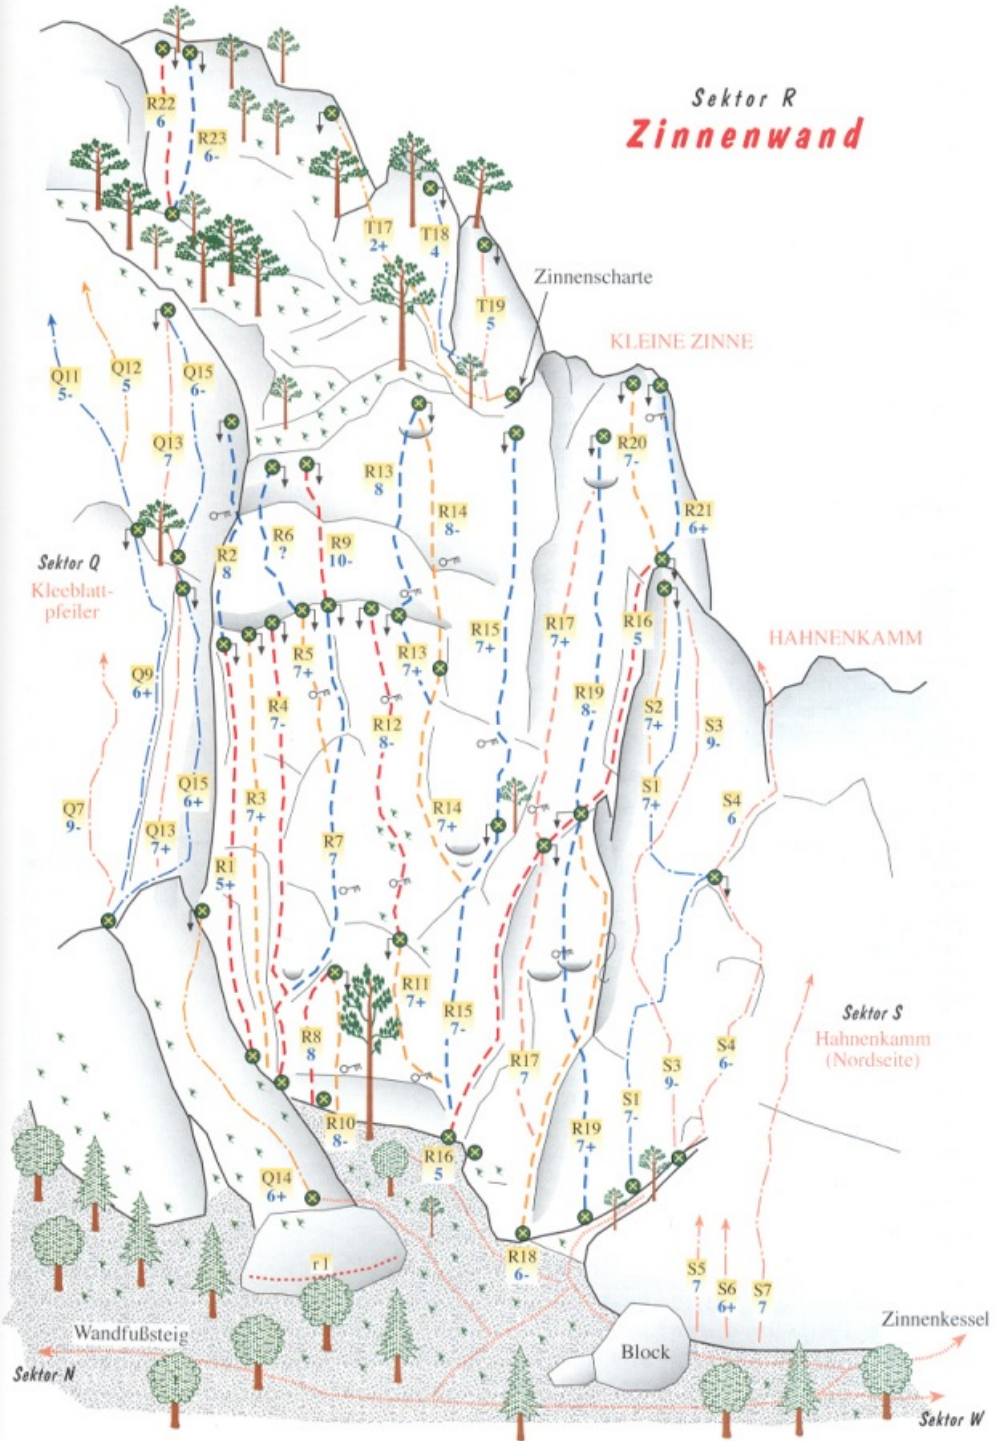 Sektor R
Zinnenwand
R22
6
R23
6-
T17
2+
T18
4
Zinnenscharte
T19
5
KLEINE ZINNE
Q11
5-
Q12
5
Q15
6-
Q13
7
R20
7-
R13
8
R14
8-
R21
6+
R6
?
R9
10-
R2
8
Sektor Q
Kleeblatt-
pfeiler
R15
7+
R17
7+
R16
5
HAHNENKAMM
R5
7+
R13
7+
Q9
6+
R19
8-
R4
7-
R12
8-
S2
7+
S3
9-
Q15
6+
R3
7+
S1
7+
S4
6
Q7
9-
Q13
7+
R14
7+
R7
7
R1
5+
R11
7+
R15
7-
Sektor S
Hahnenkamm
(Nordseite)
R8
8
R17
7
S3
9-
S4
6-
S1
7-
R10
8-
R19
7+
R16
5
Q14
6+
r1
R18
6-
S5
7
S6
6+
S7
7
Wandfußsteig
Block
Zinnenkessel
Sektor N
Sektor W